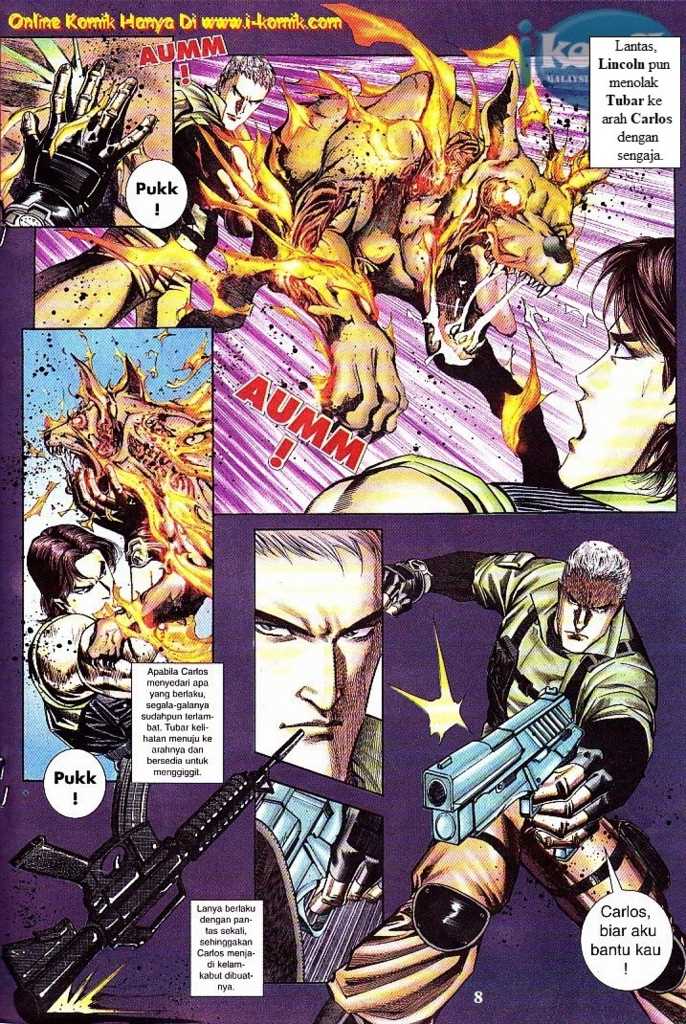 Online Komik Hanya Di www.i-komik.com
AUMM
!
Lantas,
Lincoln pun
menolak
Tubar ke
arah Carlos
dengan
sengaja.
Pukk
!
AUMM
!
Apabila Carlos
menyedari apa
yang berlaku,
segala-galanya
sudahpun terlam-
bat. Tubar keli-
hatan menuju ke
arahnya dan
bersedia untuk
menggiggit.
Pukk
!
Lanya berlaku
dengan pan-
tas sekali,
sehinggakan
Carlos menja-
di kelam-
kabut dibuat-
nya.
Carlos,
biar aku
bantu kau
!
8